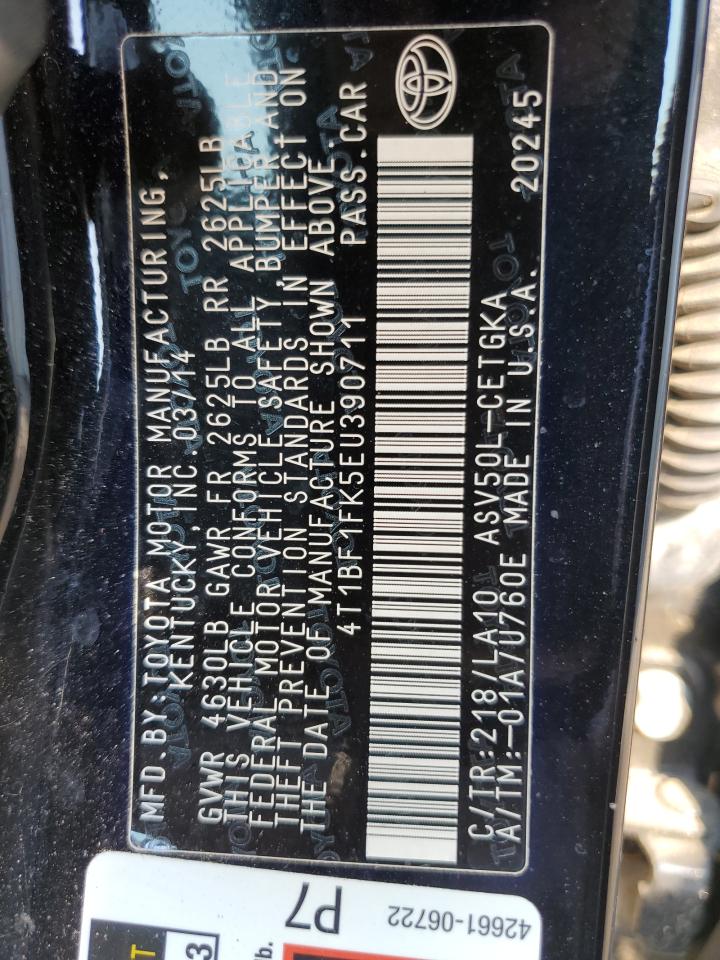 MFD.BY:TOYOTA MOTOR MANUFACTURING,
KENTUCKY,INC.03/14
GVWR 4630LB GAWR FR 2625LB RR 2625LB
THIS VEHICLE CONFORMS TO ALL APPLICABLE
FEDERAL MOTOR VEHICLE SAFETY,BUMPER AND
THEFT PREVENTION STANDARDS IN EFFECT ON
THE DATE OF MANUFACTURE SHOWN ABOVE.
4T1BF1FK5EU390711 PASS.CAR
C/TR:218/LA10 ASV50L-CETGKA
A/TM:-01A/U760E MADE IN U.S.A. 20245
P7
42661-06722
3
lb.